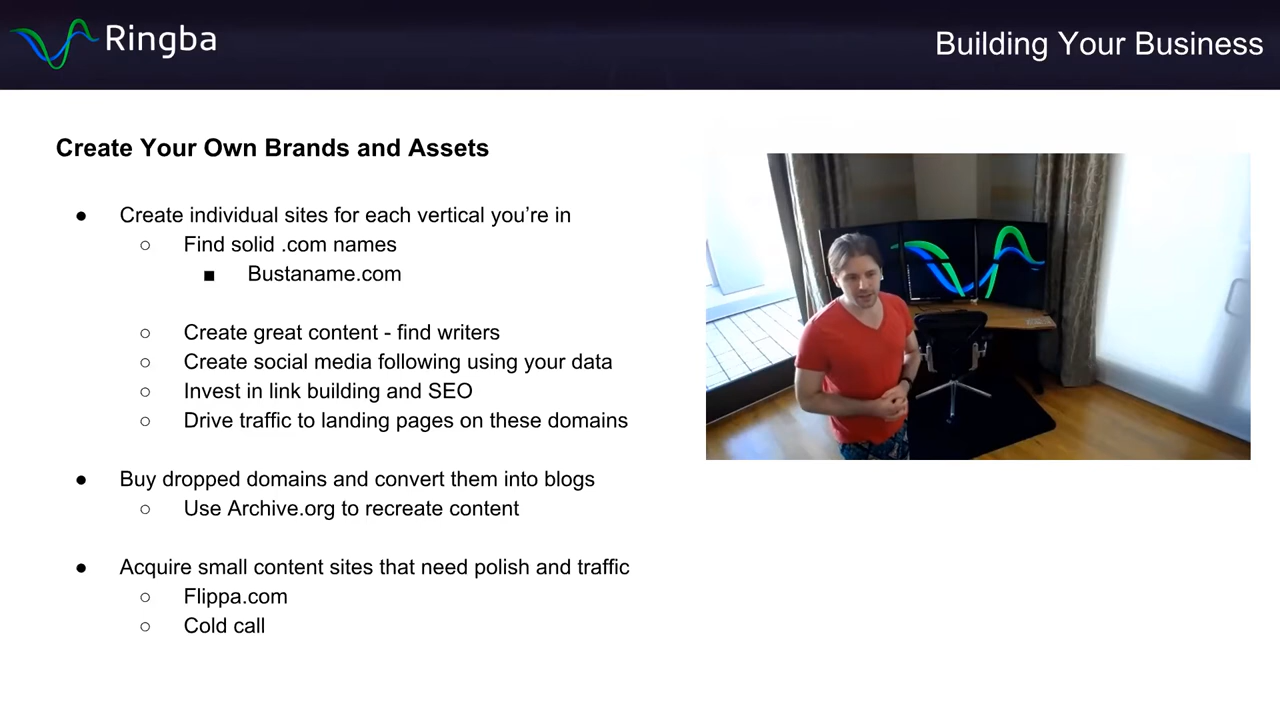 Ringba
Building Your Business
Create Your Own Brands and Assets
● Create individual sites for each vertical you’re in
○ Find solid .com names
■ Bustaname.com
○ Create great content - find writers
○ Create social media following using your data
○ Invest in link building and SEO
○ Drive traffic to landing pages on these domains
● Buy dropped domains and convert them into blogs
○ Use Archive.org to recreate content
● Acquire small content sites that need polish and traffic
○ Flippa.com
○ Cold call